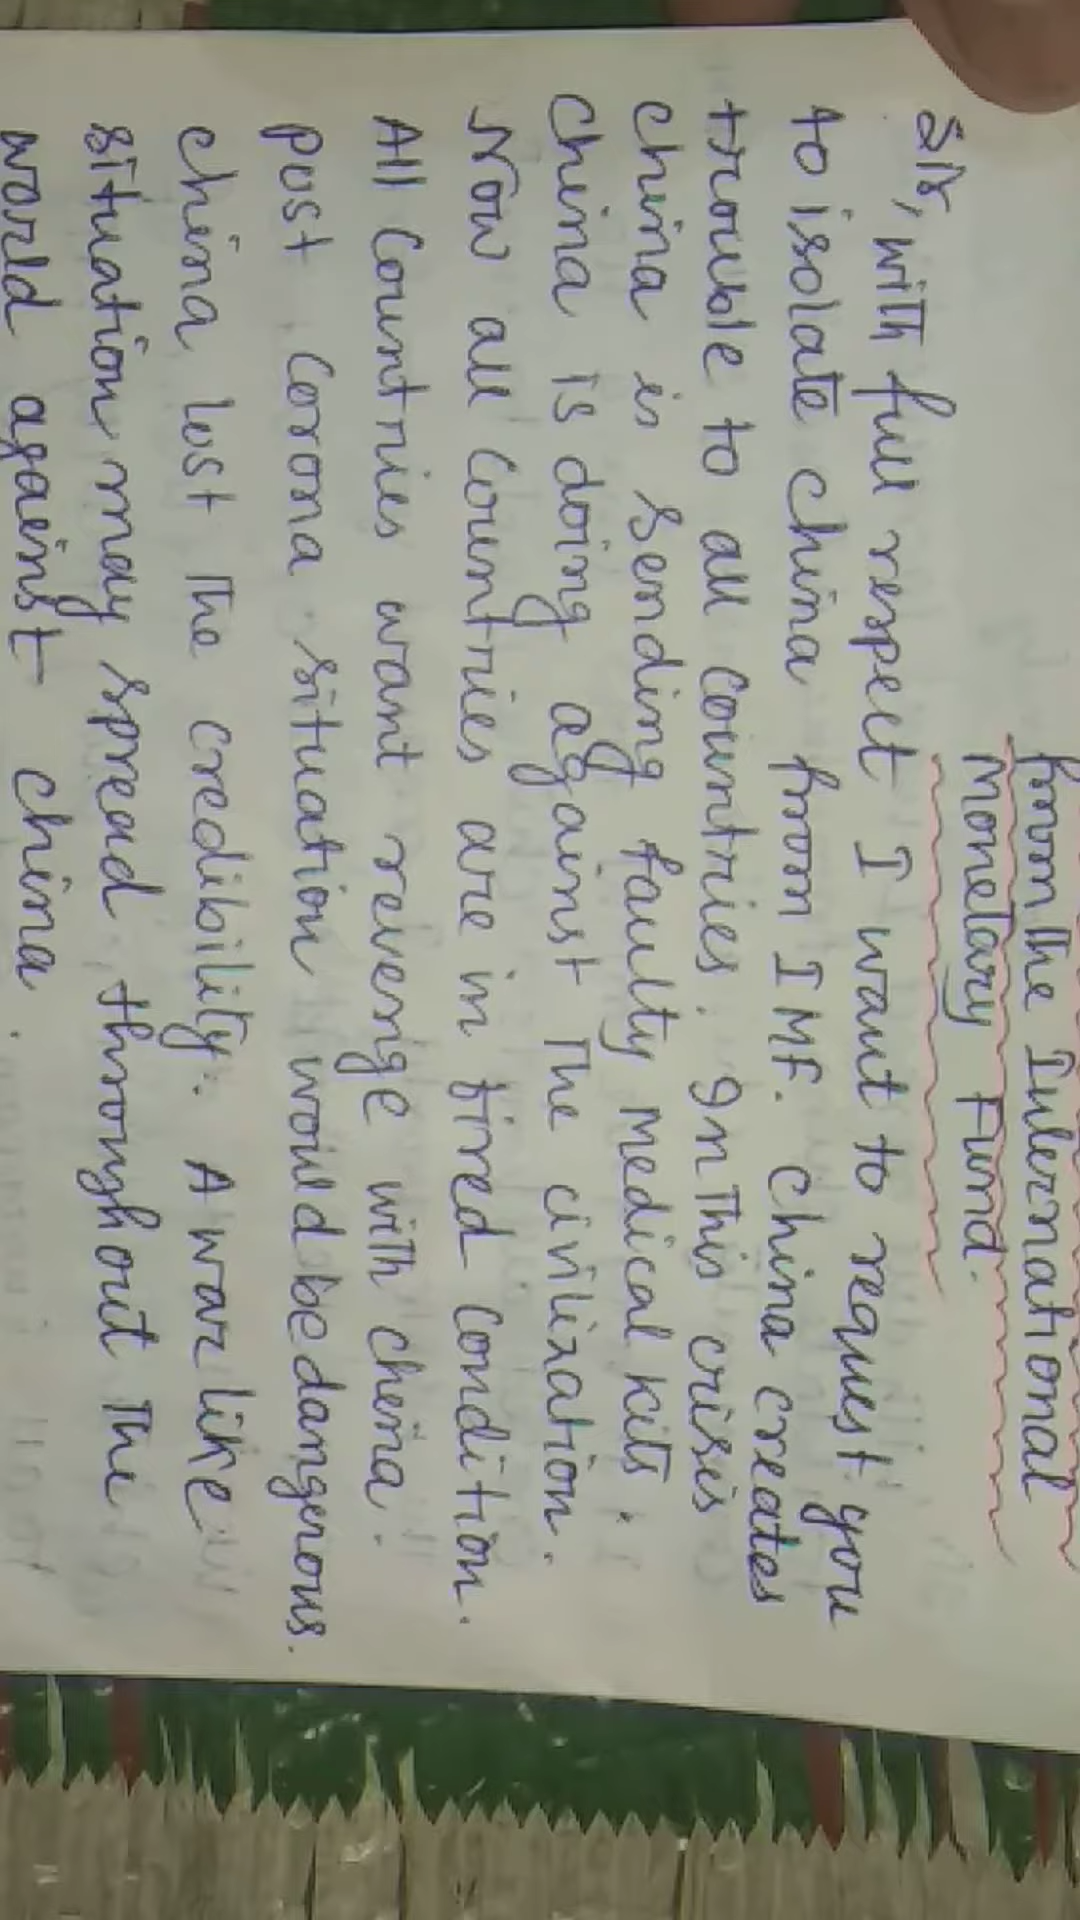 from The International
Monetary Fund.
Sir, with full respect I want to request you
to isolate china from IMF. China creates
trouble to all countries. In This crisis
china is sending faulty medical kits.
China is doing against The civilization.
Now all Countries are in tired Condition.
All Countries want revenge with china.
post Corona situation would be dangerous.
china lost The credibility. A war like
situation may spread throughout The
world against china.